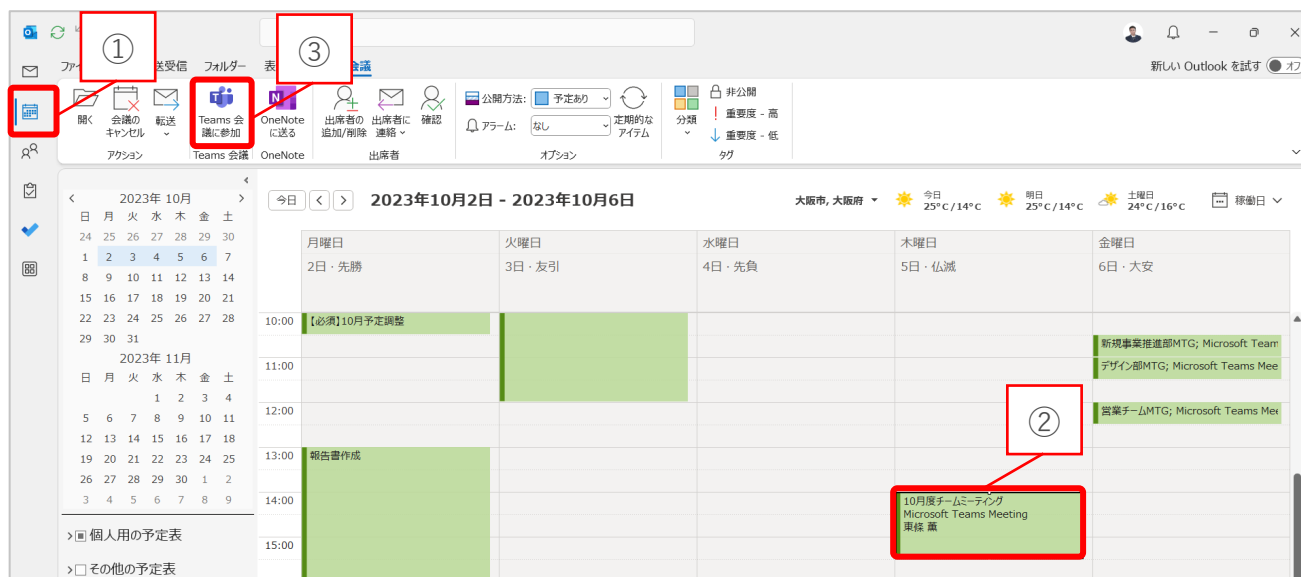 ①
③
②
ファイ
送受信
フォルダー
表
会議
新しい Outlook を試す
オフ
開く
会議の
キャンセル
転送
Teams 会
議に参加
OneNote
に送る
出席者の
追加/削除
出席者に
連絡
確認
公開方法:
予定あり
アラーム:
なし
定期的な
アイテム
分類
非公開
重要度 - 高
重要度 - 低
アクション
Teams 会議
OneNote
出席者
オプション
タグ
2023年 10月
日 月 火 水 木 金 土
24 25 26 27 28 29 30
1 2 3 4 5 6 7
8 9 10 11 12 13 14
15 16 17 18 19 20 21
22 23 24 25 26 27 28
29 30 31
2023年 11月
日 月 火 水 木 金 土
1 2 3 4
5 6 7 8 9 10 11
12 13 14 15 16 17 18
19 20 21 22 23 24 25
26 27 28 29 30 1 2
3 4 5 6 7 8 9
個人用の予定表
その他の予定表
今日
2023年10月2日 - 2023年10月6日
大阪市, 大阪府
今日
25°C/14°C
明日
25°C/14°C
土曜日
24°C/16°C
稼働日
月曜日
火曜日
水曜日
木曜日
金曜日
2日・先勝
3日・友引
4日・先負
5日・仏滅
6日・大安
10:00
【必須】10月予定調整
新規事業推進部MTG; Microsoft Team
11:00
デザイン部MTG; Microsoft Teams Mee
12:00
営業チームMTG; Microsoft Teams Mee
13:00
報告書作成
14:00
10月度チームミーティング
Microsoft Teams Meeting
東條 薫
15:00